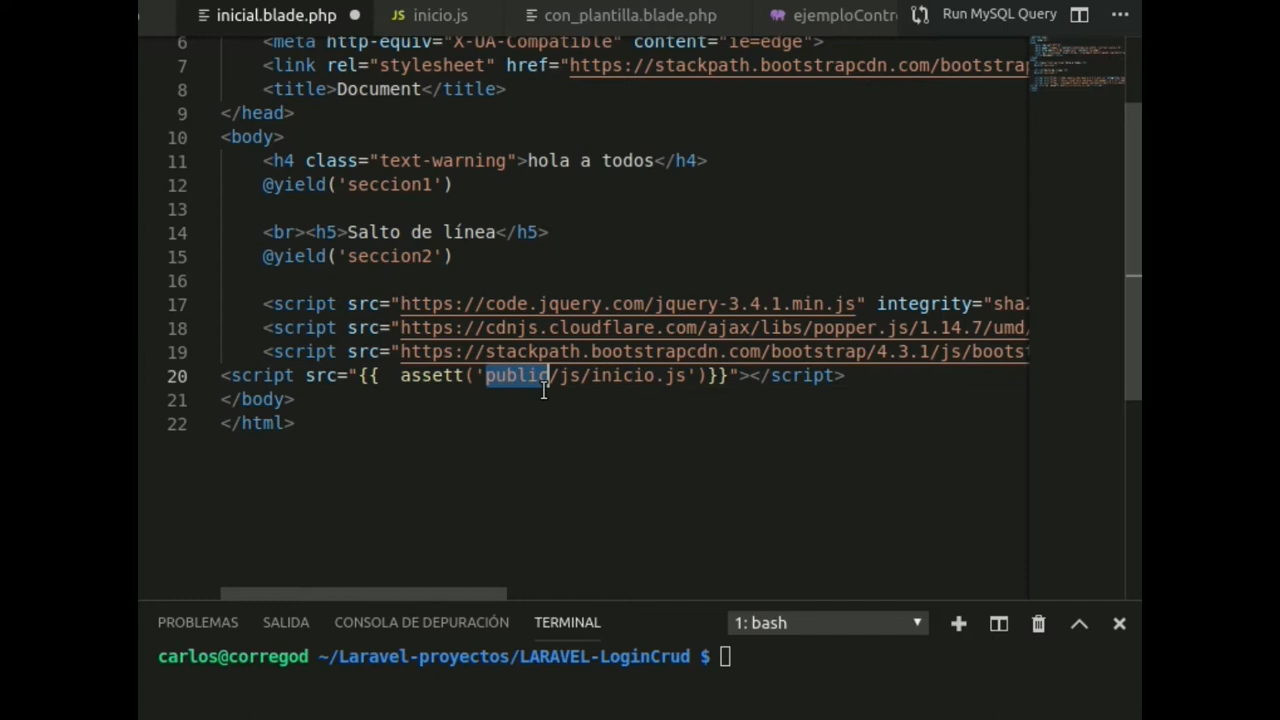 inicial.blade.php ● JS inicio.js con_plantilla.blade.php ejemploContr Run MySQL Query
6 <meta http-equiv="X-UA-Compatible" content="ie=edge">
7 <link rel="stylesheet" href="https://stackpath.bootstrapcdn.com/bootstrap
8 <title>Document</title>
9 </head>
10 <body>
11 <h4 class="text-warning">hola a todos</h4>
12 @yield('seccion1')
13
14 <br><h5>Salto de línea</h5>
15 @yield('seccion2')
16
17 <script src="https://code.jquery.com/jquery-3.4.1.min.js" integrity="sha2
18 <script src="https://cdnjs.cloudflare.com/ajax/libs/popper.js/1.14.7/umd/
19 <script src="https://stackpath.bootstrapcdn.com/bootstrap/4.3.1/js/bootst
20 <script src="{{  assett('public/js/inicio.js')}}"></script>
21 </body>
22 </html>
PROBLEMAS SALIDA CONSOLA DE DEPURACIÓN TERMINAL 1: bash
carlos@corregod ~/Laravel-proyectos/LARAVEL-LoginCrud $